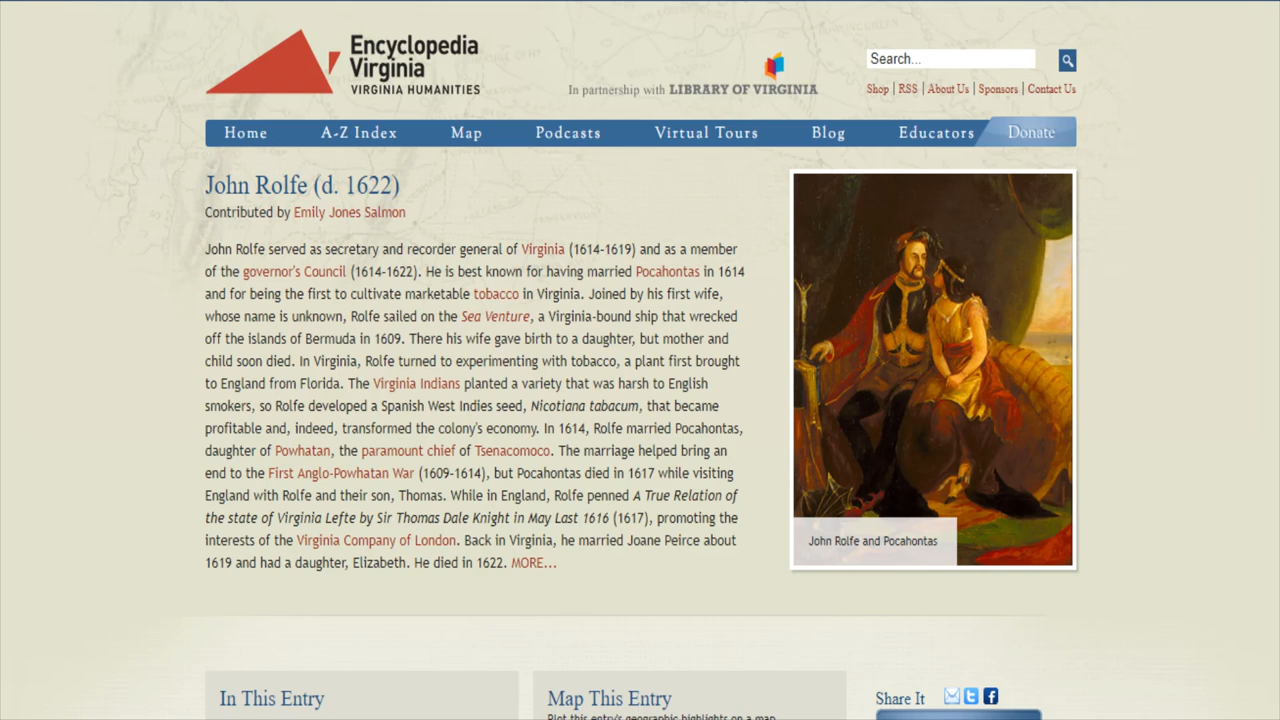 Encyclopedia
Virginia
VIRGINIA HUMANITIES
In partnership with LIBRARY OF VIRGINIA
Search...
Shop | RSS | About Us | Sponsors | Contact Us
Home A-Z Index Map Podcasts Virtual Tours Blog Educators Donate
John Rolfe (d. 1622)
Contributed by Emily Jones Salmon
John Rolfe served as secretary and recorder general of Virginia (1614-1619) and as a member
of the governor's Council (1614-1622). He is best known for having married Pocahontas in 1614
and for being the first to cultivate marketable tobacco in Virginia. Joined by his first wife,
whose name is unknown, Rolfe sailed on the Sea Venture, a Virginia-bound ship that wrecked
off the islands of Bermuda in 1609. There his wife gave birth to a daughter, but mother and
child soon died. In Virginia, Rolfe turned to experimenting with tobacco, a plant first brought
to England from Florida. The Virginia Indians planted a variety that was harsh to English
smokers, so Rolfe developed a Spanish West Indies seed, Nicotiana tabacum, that became
profitable and, indeed, transformed the colony's economy. In 1614, Rolfe married Pocahontas,
daughter of Powhatan, the paramount chief of Tsenacomoco. The marriage helped bring an
end to the First Anglo-Powhatan War (1609-1614), but Pocahontas died in 1617 while visiting
England with Rolfe and their son, Thomas. While in England, Rolfe penned A True Relation of
the state of Virginia Lefte by Sir Thomas Dale Knight in May Last 1616 (1617), promoting the
interests of the Virginia Company of London. Back in Virginia, he married Joane Peirce about
1619 and had a daughter, Elizabeth. He died in 1622. MORE...
John Rolfe and Pocahontas
In This Entry
Map This Entry
Plot this entry's geographic highlights on a map
Share It